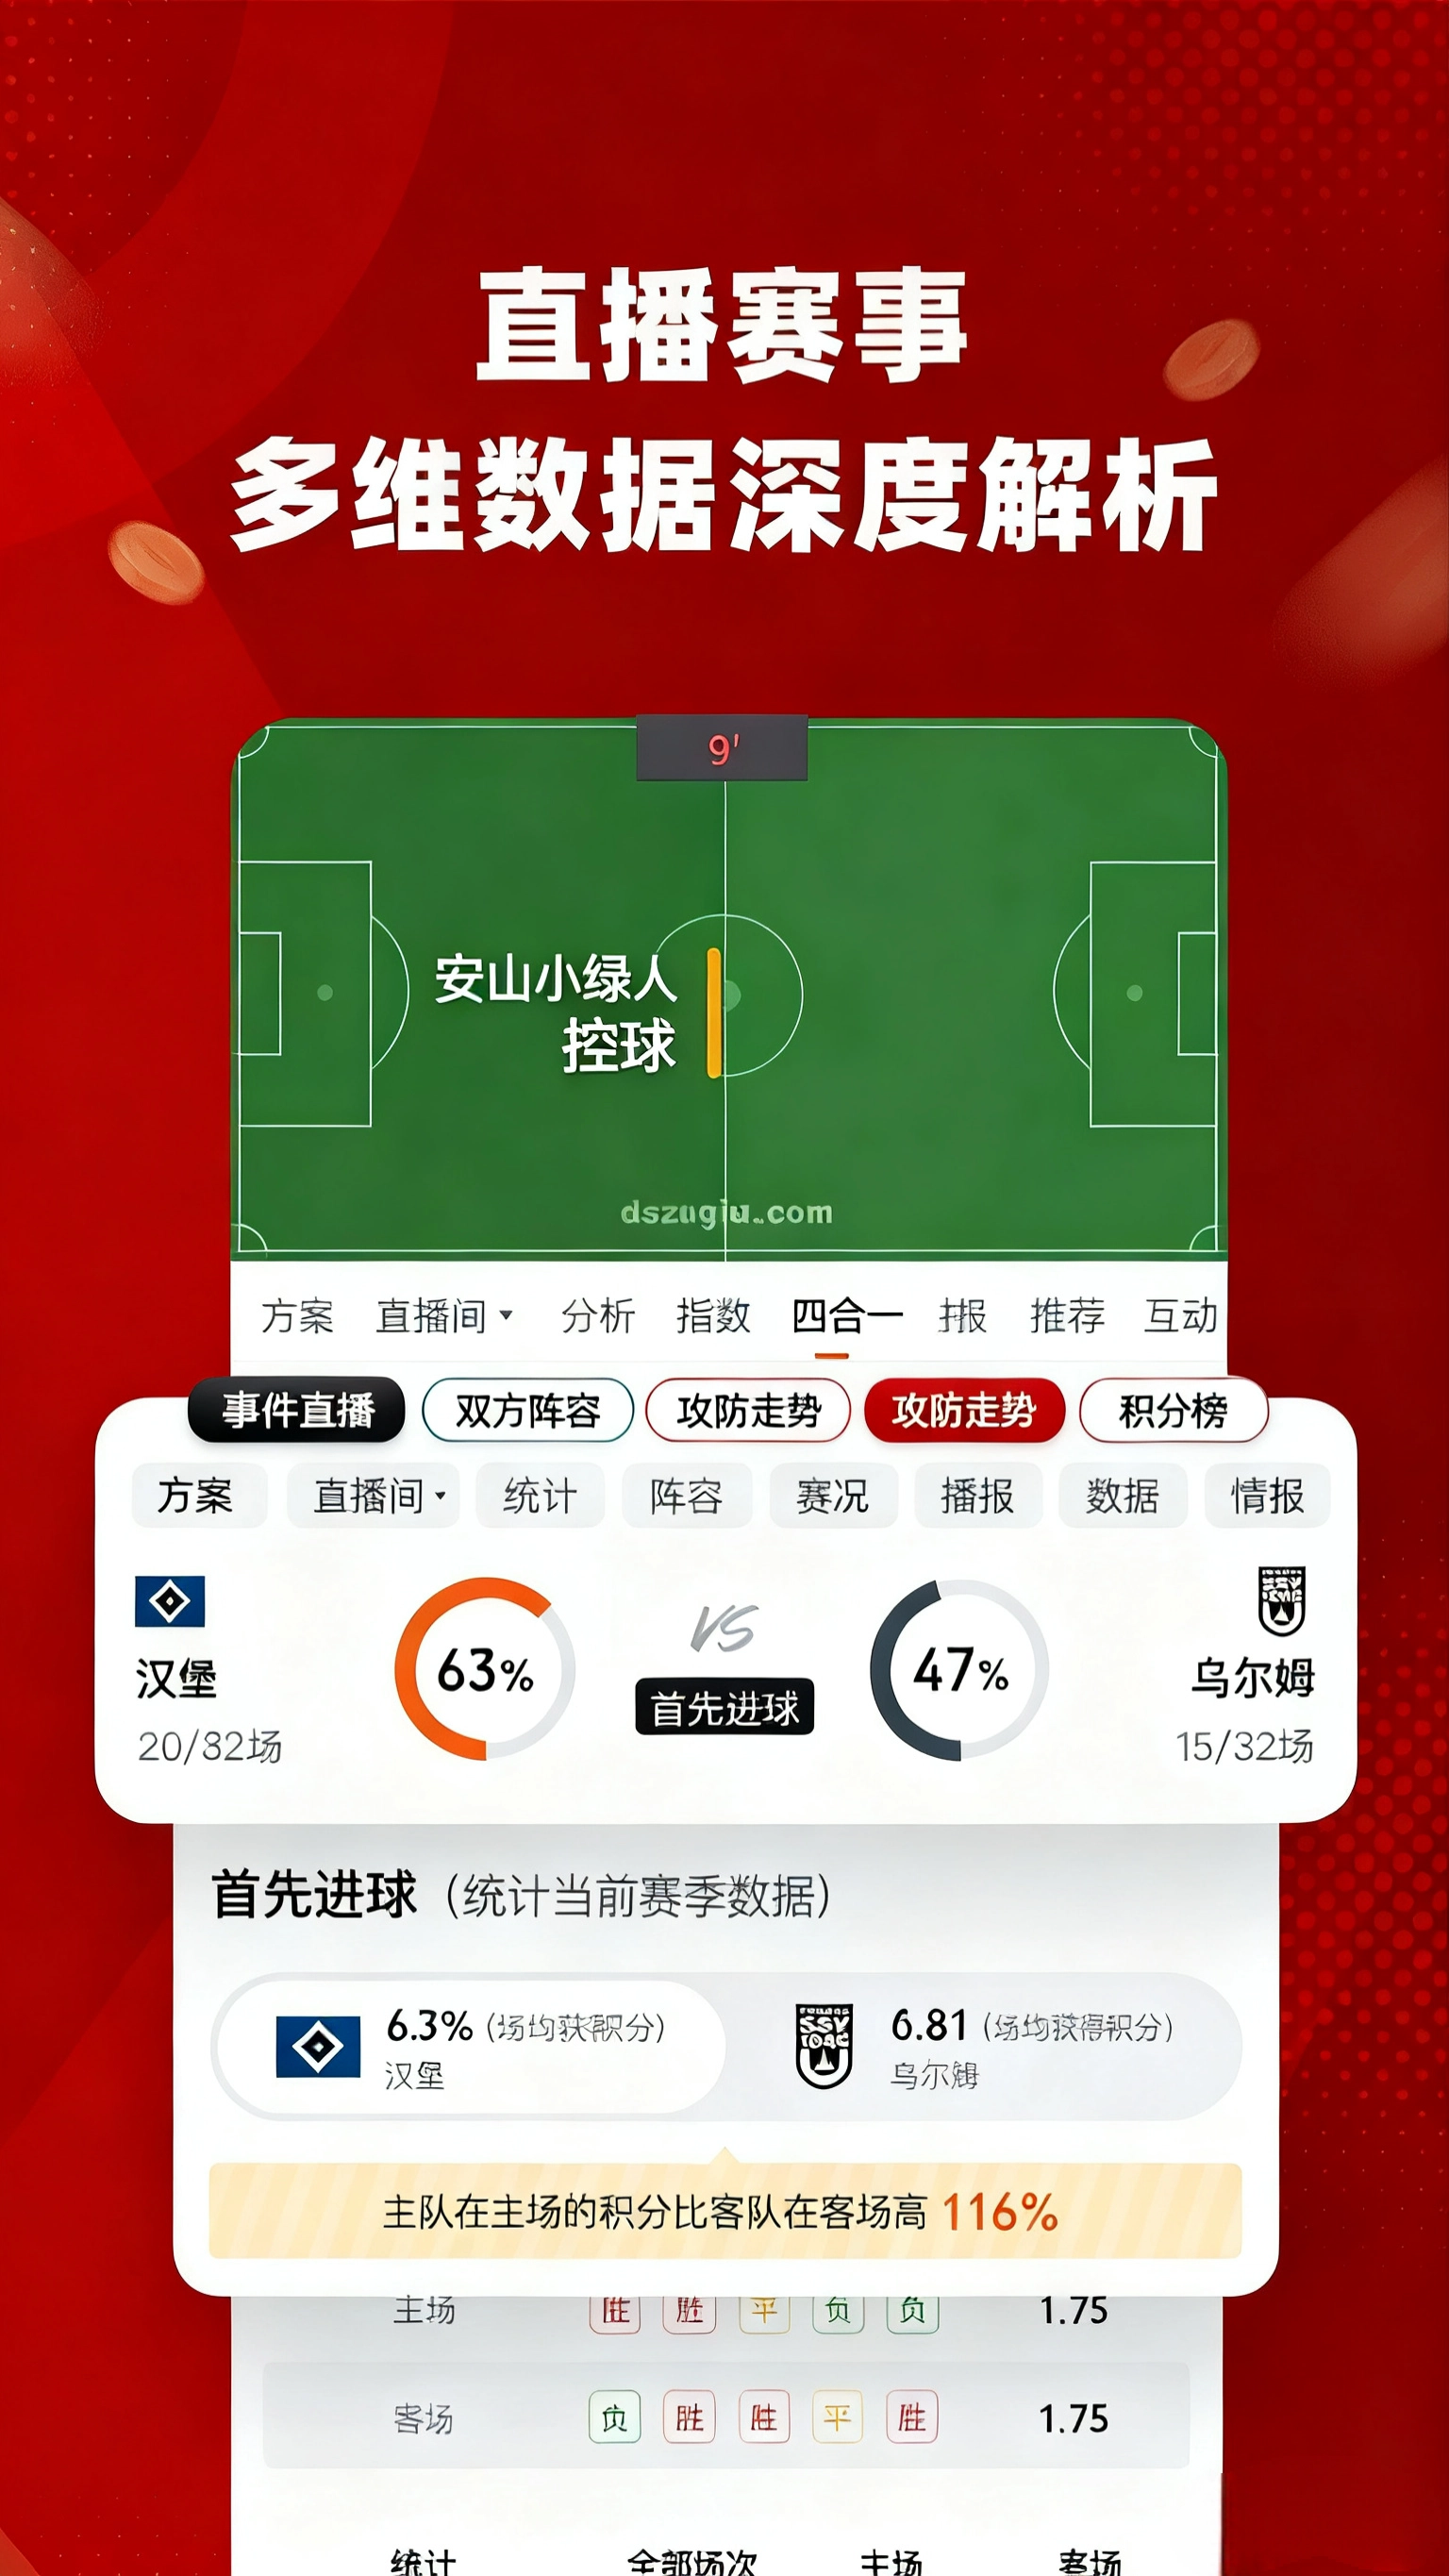 直播赛事
多维数据深度解析
9'
安山小绿人
控球
dszugiu.com
方案 直播间 分析 指数 四合一 报 推荐 互动
事件直播 双方阵容 攻防走势 攻防走势 积分榜
方案 直播间 统计 阵容 赛况 播报 数据 情报
汉堡 63% VS 47% 乌尔姆
首先进球
20/82场 15/32场
首先进球 (统计当前赛季数据)
6.3% (场均获积分) 6.81 (场均获得积分)
汉堡 乌尔姆
SSV
主队在主场的积分比客队在客场高 116%
主场 胜 胜 平 负 负 1.75
客场 负 胜 胜 平 胜 1.75
统计 全部场次 主场 客场